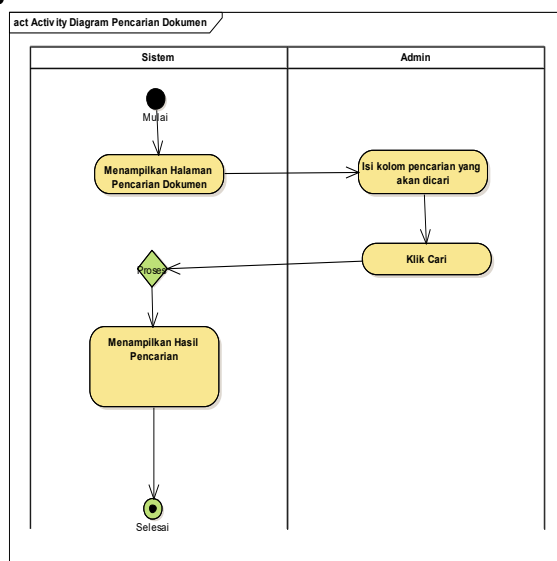 act Activity Diagram Pencarian Dokumen
Sistem
Admin
Mulai
Menampilkan Halaman
Pencarian Dokumen
Isi kolom pencarian yang
akan dicari
Proses
Klik Cari
Menampilkan Hasil
Pencarian
Selesai